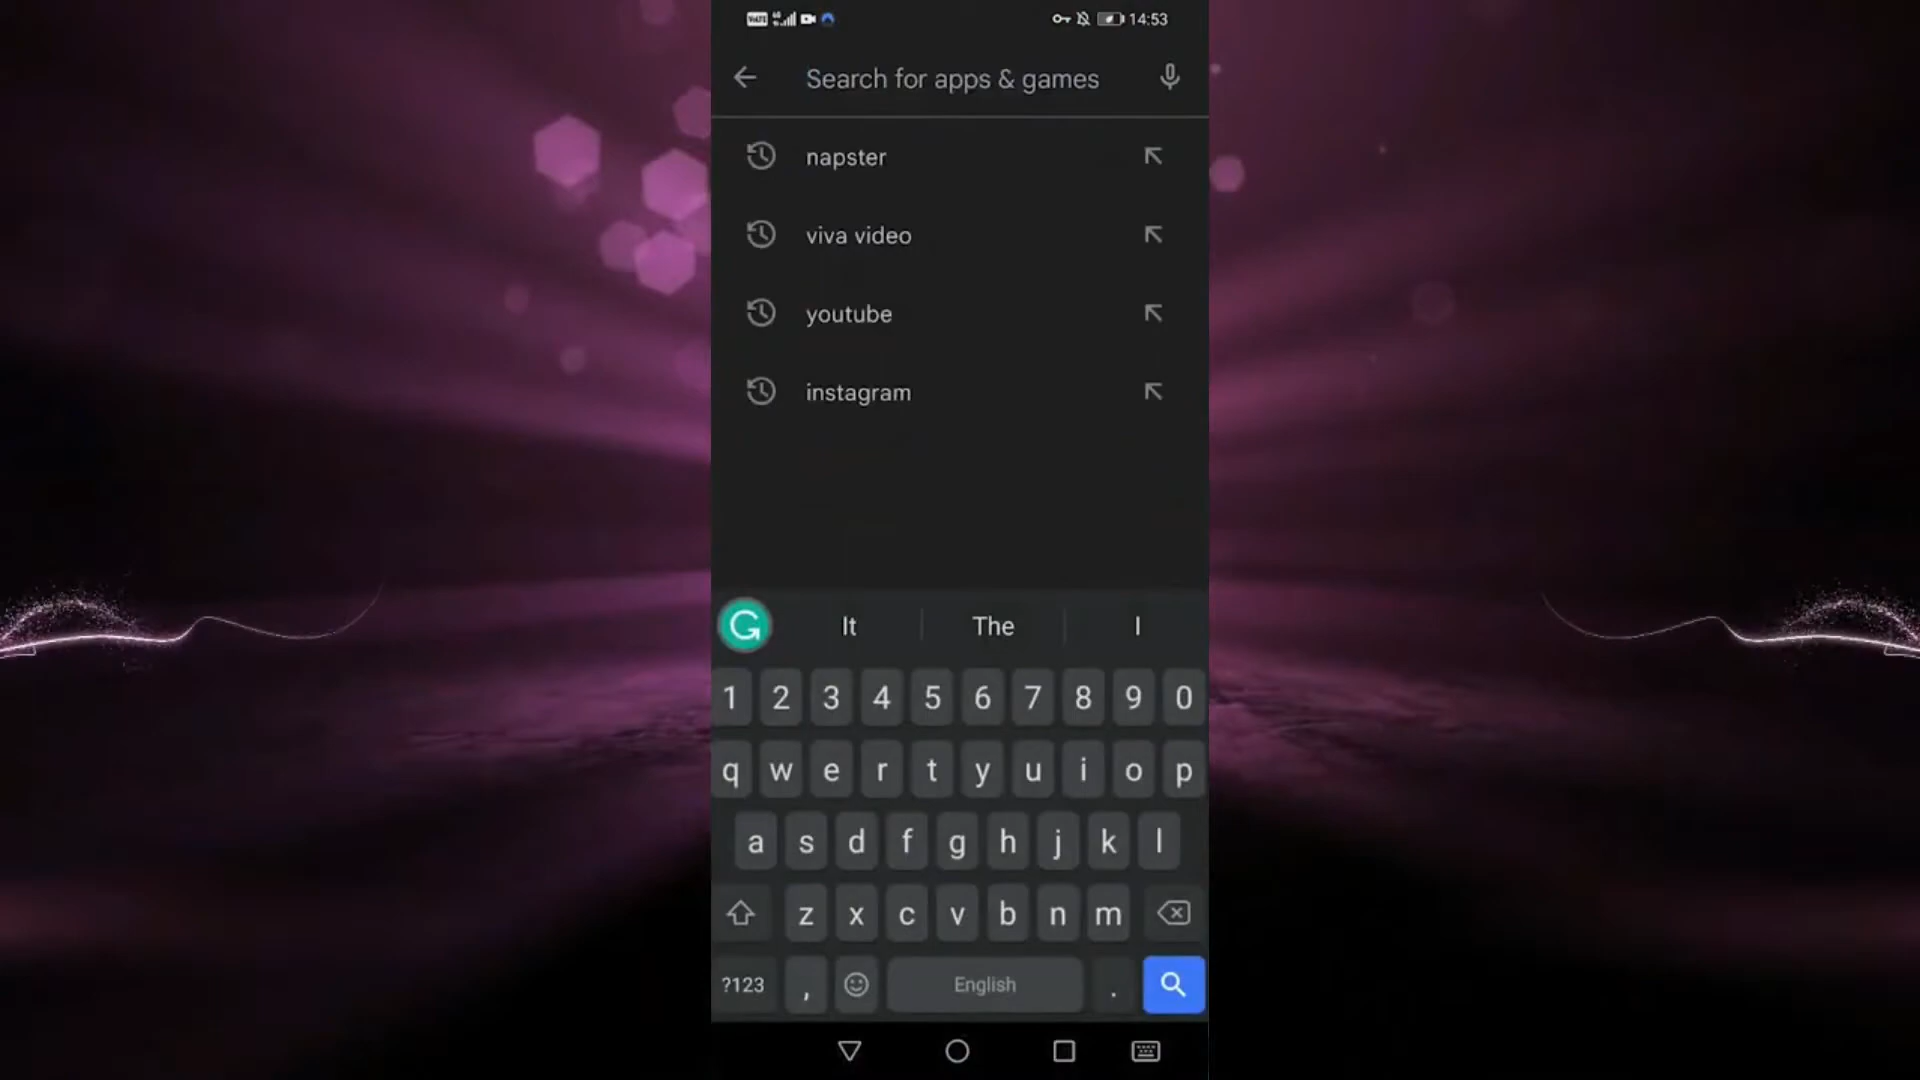 VoLTE 14:53
Search for apps & games
napster
viva video
youtube
instagram
It The I
1 2 3 4 5 6 7 8 9 0
q w e r t y u i o p
a s d f g h j k l
z x c v b n m
?123 , English .